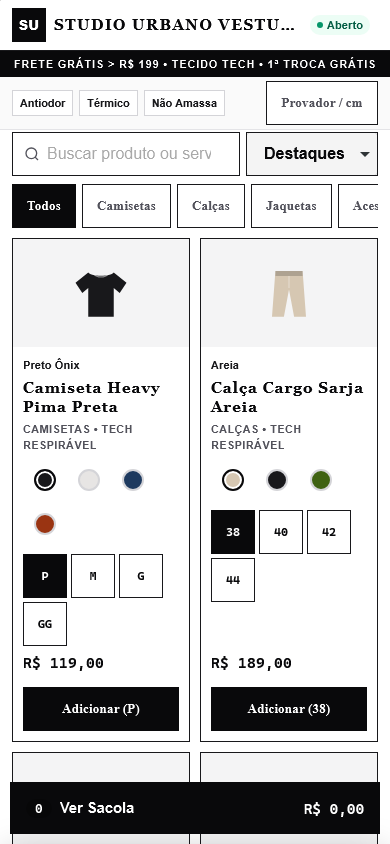 SU STUDIO URBANO VESTU... Aberto
FRETE GRÁTIS > R$ 199 • TECIDO TECH • 1ª TROCA GRÁTIS
Antiodor Térmico Não Amassa Provador / cm
Buscar produto ou serv Destaques
Todos Camisetas Calças Jaquetas Aces
Preto Ônix
Camiseta Heavy
Pima Preta
CAMISETAS • TECH
RESPIRÁVEL
P M G
GG
R$ 119,00
Adicionar (P)
Areia
Calça Cargo Sarja
Areia
CALÇAS • TECH
RESPIRÁVEL
38 40 42
44
R$ 189,00
Adicionar (38)
0 Ver Sacola R$ 0,00